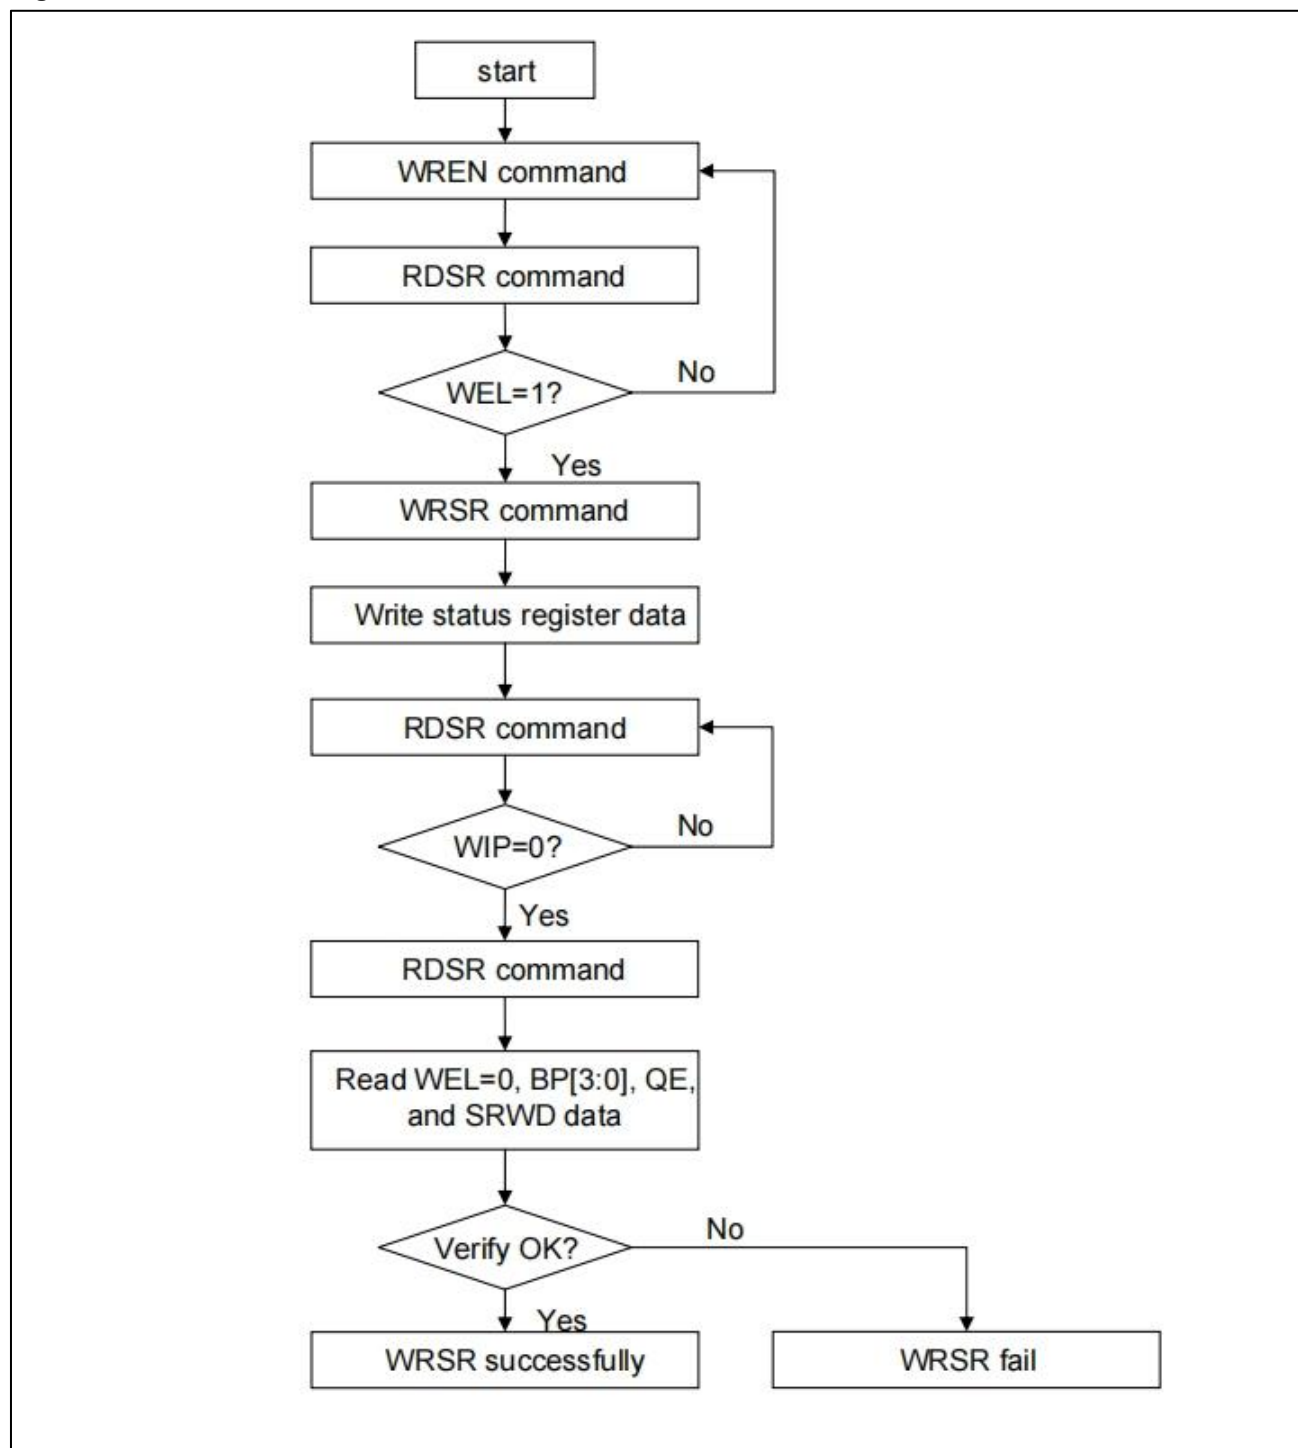 start
WREN command
RDSR command
WEL=1?
No
Yes
WRSR command
Write status register data
RDSR command
WIP=0?
No
Yes
RDSR command
Read WEL=0, BP[3:0], QE,
and SRWD data
Verify OK?
No
Yes
WRSR successfully
WRSR fail